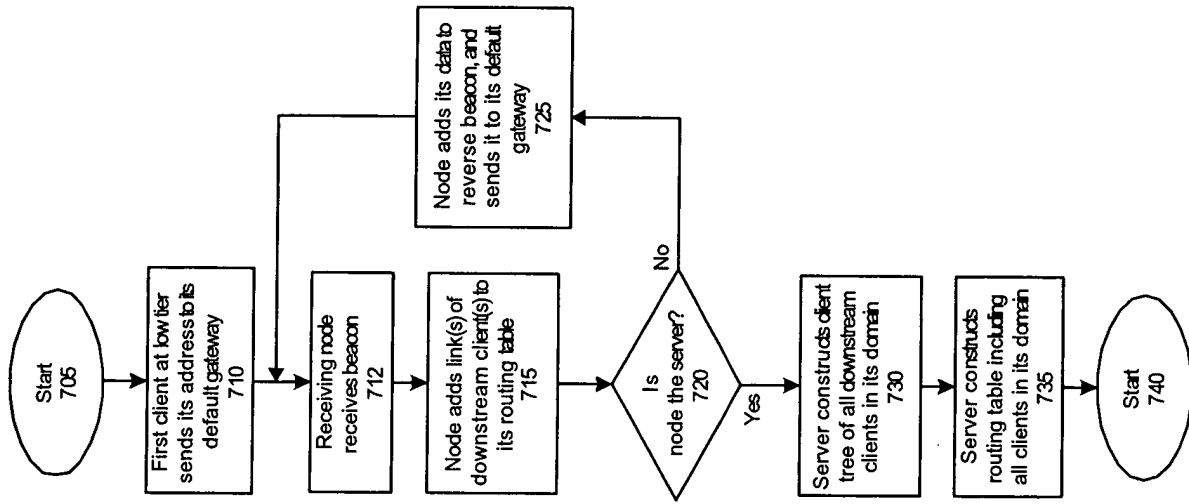 Start
705
First client at low tier
sends its address to its
default gateway
710
Receiving node
receives beacon
712
Node adds link(s) of
downstream client(s) to
its routing table
715
Is
node the server?
720
No
Yes
Node adds its data to
reverse beacon, and
sends it to its default
gateway
725
Server constructs client
tree of all downstream
clients in its domain
730
Server constructs
routing table including
all clients in its domain
735
Start
740